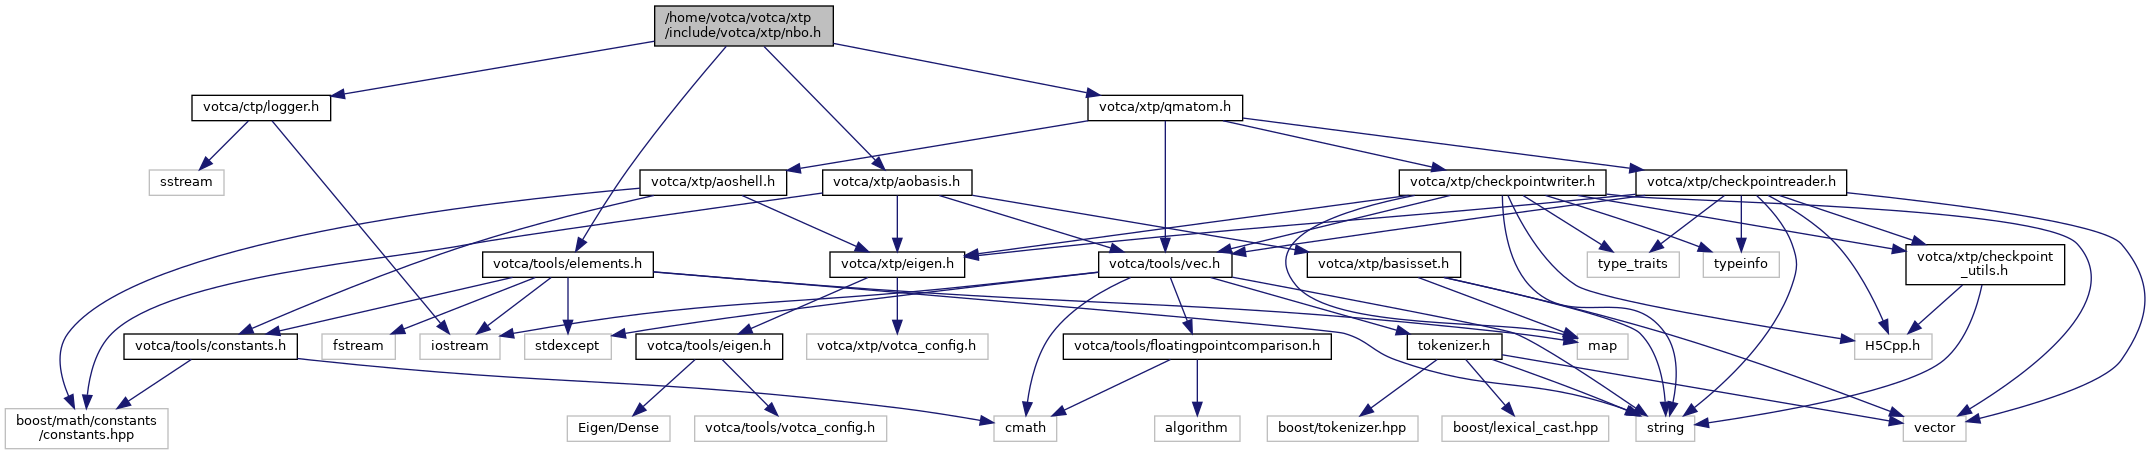 /home/votca/votca/xtp
/include/votca/xtp/nbo.h
votca/ctp/logger.h
votca/xtp/qmatom.h
sstream
votca/xtp/aoshell.h
votca/xtp/aobasis.h
votca/xtp/checkpointwriter.h
votca/xtp/checkpointreader.h
votca/tools/elements.h
votca/xtp/eigen.h
votca/tools/vec.h
votca/xtp/basisset.h
type_traits
typeinfo
votca/xtp/checkpoint
_utils.h
votca/tools/constants.h
fstream
iostream
stdexcept
votca/tools/eigen.h
votca/xtp/votca_config.h
votca/tools/floatingpointcomparison.h
tokenizer.h
map
H5Cpp.h
boost/math/constants
/constants.hpp
Eigen/Dense
votca/tools/votca_config.h
cmath
algorithm
boost/tokenizer.hpp
boost/lexical_cast.hpp
string
vector